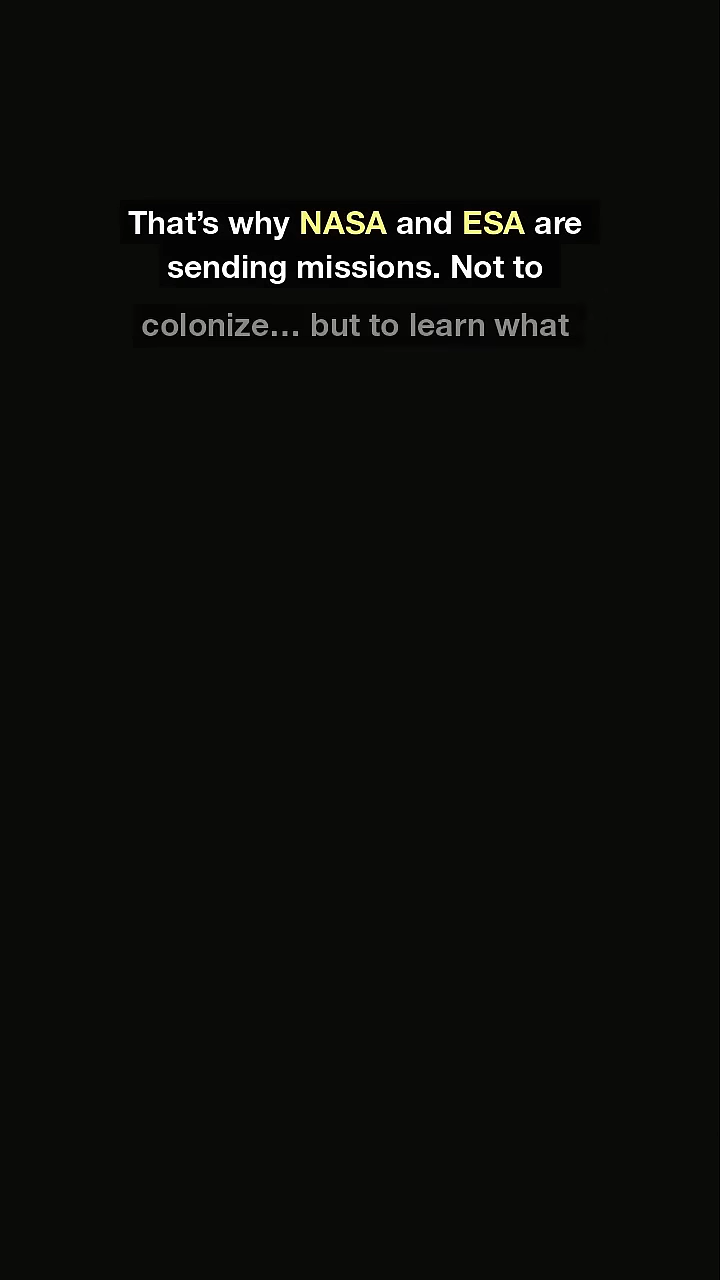 That’s why NASA and ESA are
sending missions. Not to
colonize... but to learn what